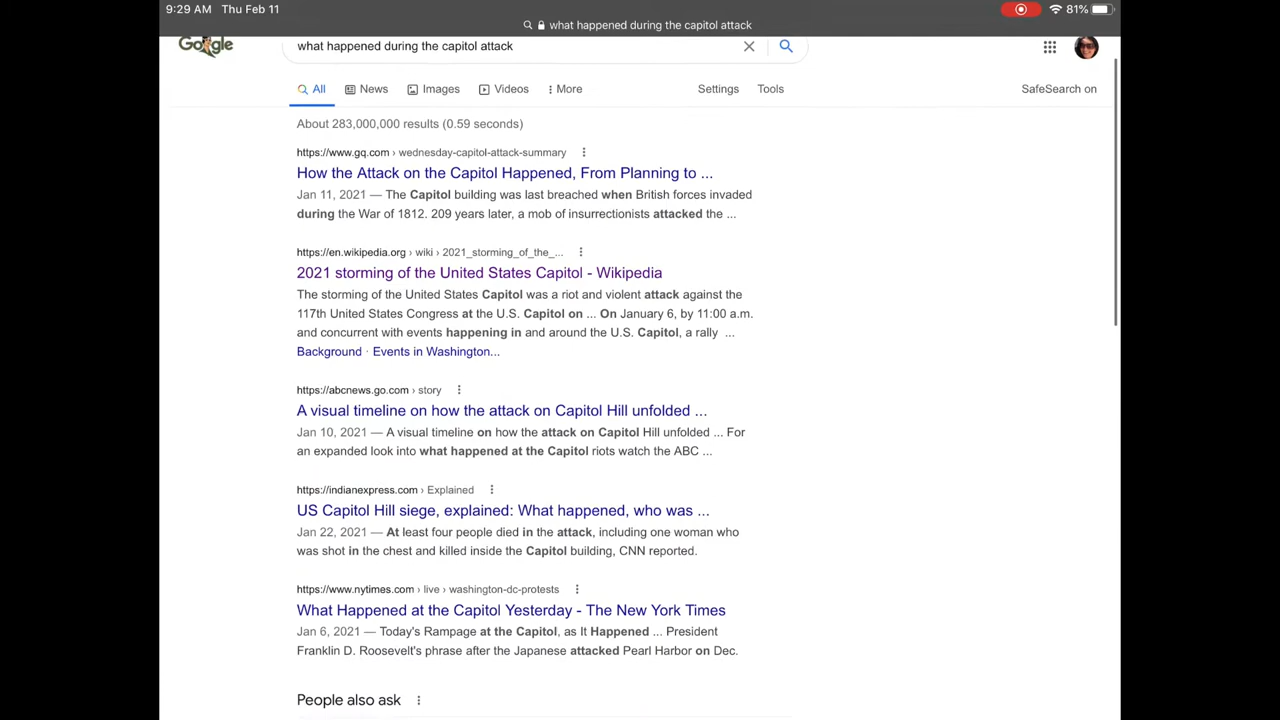 9:29 AM Thu Feb 11
81%
what happened during the capitol attack
Google
what happened during the capitol attack
All News Images Videos More Settings Tools SafeSearch on
About 283,000,000 results (0.59 seconds)
https://www.gq.com › wednesday-capitol-attack-summary
How the Attack on the Capitol Happened, From Planning to ...
Jan 11, 2021 — The Capitol building was last breached when British forces invaded
during the War of 1812. 209 years later, a mob of insurrectionists attacked the ...
https://en.wikipedia.org › wiki › 2021_storming_of_the_...
2021 storming of the United States Capitol - Wikipedia
The storming of the United States Capitol was a riot and violent attack against the
117th United States Congress at the U.S. Capitol on ... On January 6, by 11:00 a.m.
and concurrent with events happening in and around the U.S. Capitol, a rally ...
Background · Events in Washington...
https://abcnews.go.com › story
A visual timeline on how the attack on Capitol Hill unfolded ...
Jan 10, 2021 — A visual timeline on how the attack on Capitol Hill unfolded ... For
an expanded look into what happened at the Capitol riots watch the ABC ...
https://indianexpress.com › Explained
US Capitol Hill siege, explained: What happened, who was ...
Jan 22, 2021 — At least four people died in the attack, including one woman who
was shot in the chest and killed inside the Capitol building, CNN reported.
https://www.nytimes.com › live › washington-dc-protests
What Happened at the Capitol Yesterday - The New York Times
Jan 6, 2021 — Today's Rampage at the Capitol, as It Happened ... President
Franklin D. Roosevelt's phrase after the Japanese attacked Pearl Harbor on Dec.
People also ask